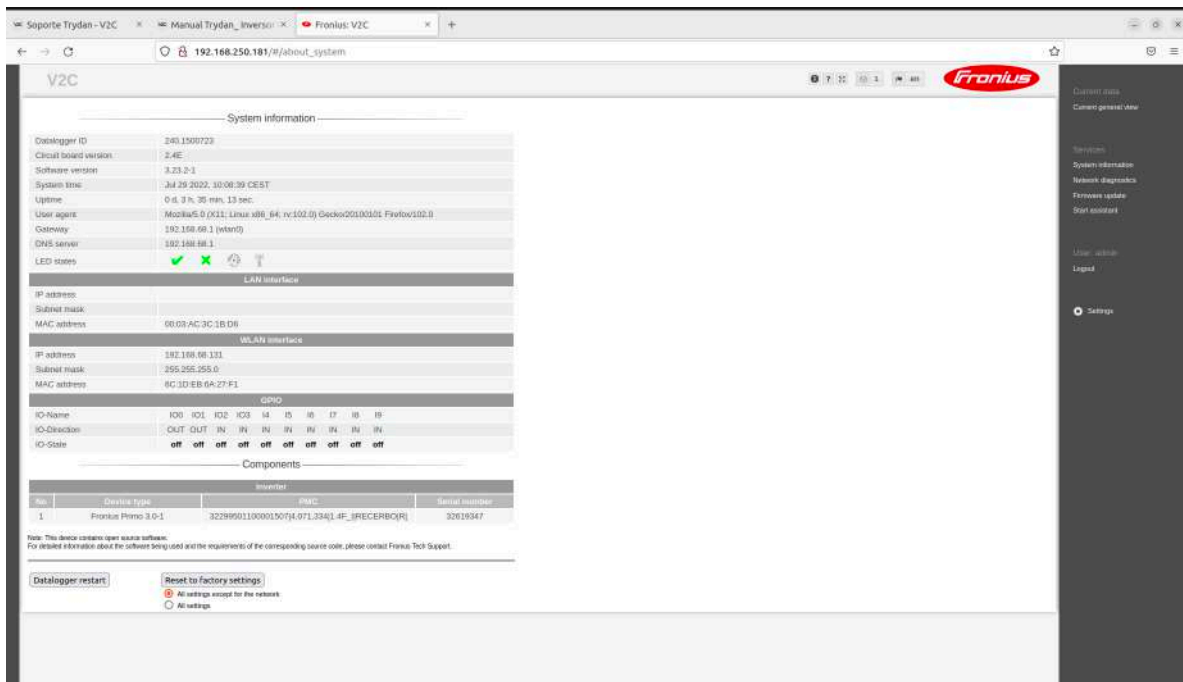 Soporte Trydan - V2C
Manual Trydan_ Inversor
Fronius: V2C
192.168.250.181/#/about_system
V2C
Fronius
System information
Datalogger ID 240.1500723
Circuit board version 2.4E
Software version 3.23.2-1
System time Jul 29 2022, 10:08:39 CEST
Uptime 0 d, 3 h, 35 min, 13 sec.
User agent Mozilla/5.0 (X11; Linux x86_64; rv:102.0) Gecko/20100101 Firefox/102.0
Gateway 192.168.68.1 (wlan0)
DNS server 192.168.68.1
LED states
LAN interface
IP address
Subnet mask
MAC address 00:03:AC:3C:1B:D6
WLAN interface
IP address 192.168.68.131
Subnet mask 255.255.255.0
MAC address 6C:1D:EB:6A:27:F1
GPIO
IO-Name IO0 IO1 IO2 IO3 I4 I5 I6 I7 I8 I9
IO-Direction OUT OUT IN IN IN IN IN IN IN IN
IO-State off off off off off off off off off off
Components
Inverter
No. Device type PMC Serial number
1 Fronius Primo 3.0-1 32619347
Note: This device contains open source software.
For detailed information about the software being used and the requirements of the corresponding source code, please contact Fronius Tech Support.
Datalogger restart
Reset to factory settings
All settings except for the network
All settings
Current data
Current general view
Services
System information
Network diagnostics
Firmware update
Start assistant
User: admin
Logout
Settings